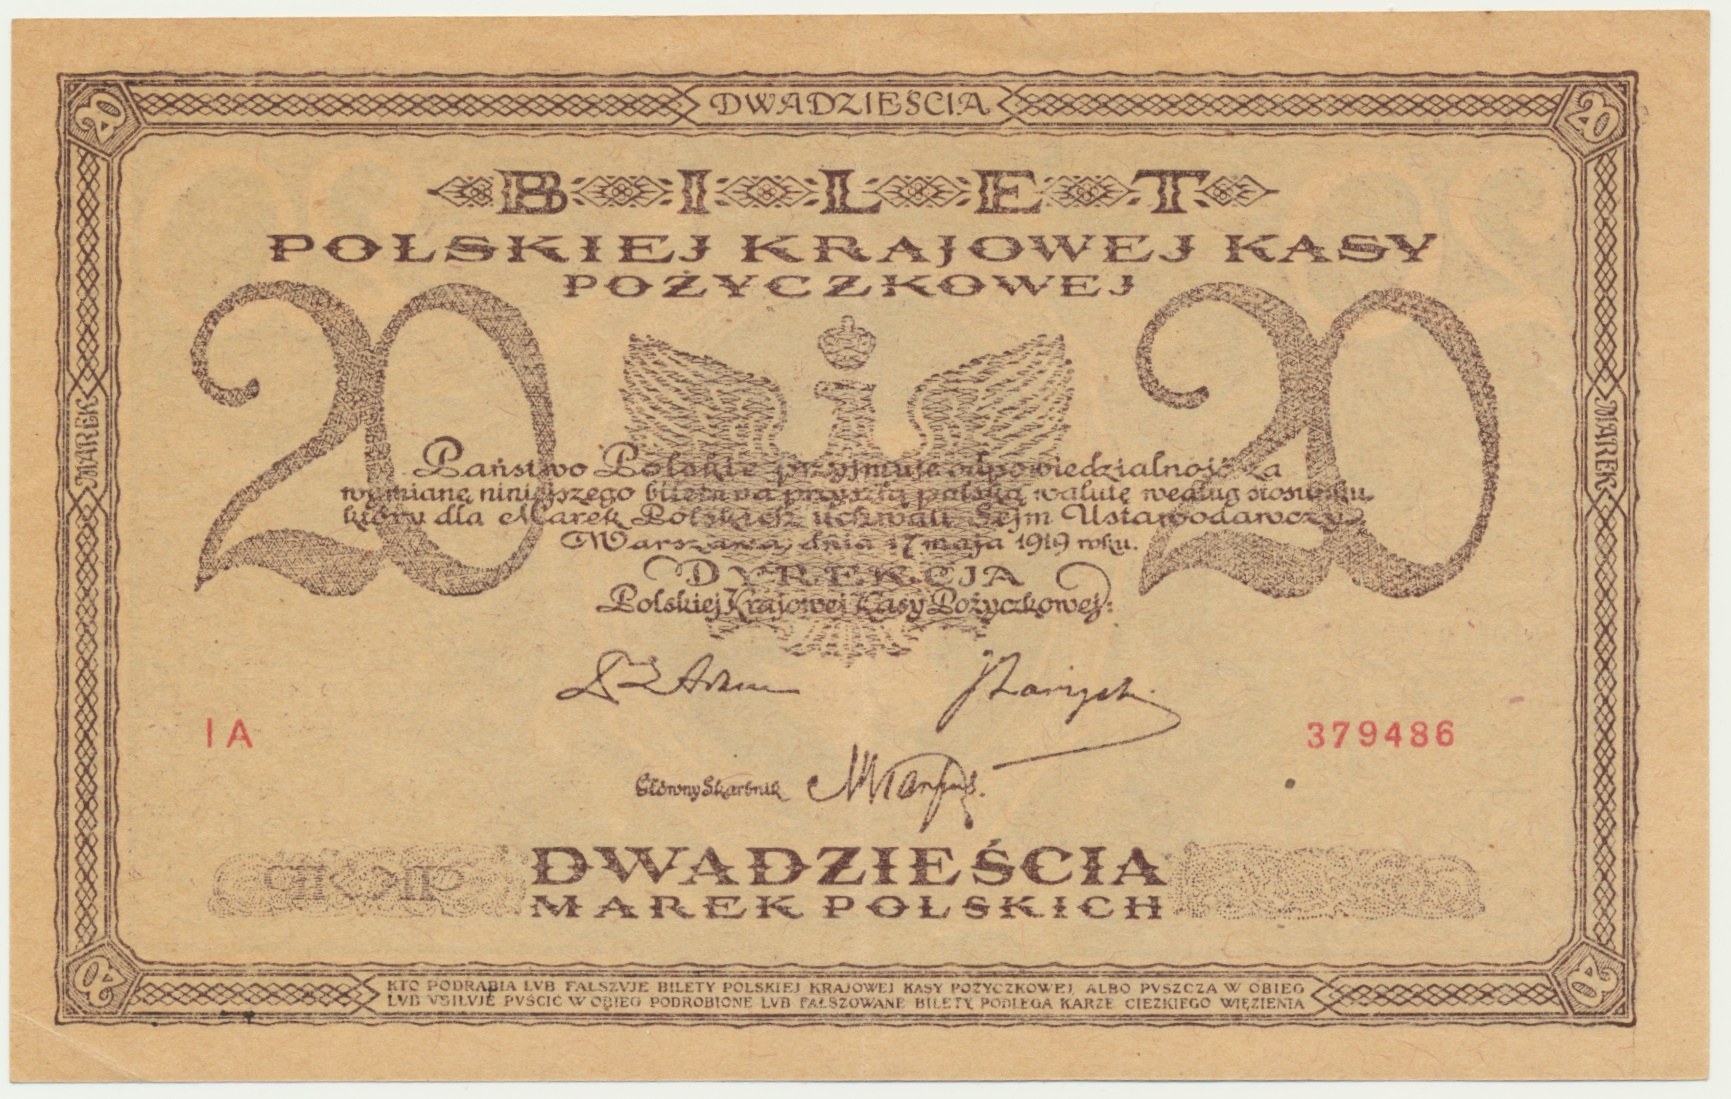 20 DWADZIEŚCIA 20
BILET
POLSKIEJ KRAJOWEJ KASY
POŻYCZKOWEJ
20 20
MAREK MAREK
Państwo Polskie przyjmuje odpowiedzialność za
wymianę niniejszego biletu na przyszłą polską walutę według stosunku,
który dla Marek Polskich uchwali Sejm Ustawodawczy
Warszawa, dnia 17 maja 1919 roku.
DYREKCJA
Polskiej Krajowej Kasy Pożyczkowej:
IA 379486
Główny Skarbnik
DWADZIEŚCIA
MAREK POLSKICH
20 20
KTO PODRABIA LVB FAŁSZVJE BILETY POLSKIEJ KRAJOWEJ KASY POŻYCZKOWEJ, ALBO PVSZCZA W OBIEG
LVB VSIŁVJE PVŚCIĆ W OBIEG PODROBIONE LVB FAŁSZOWANE BILETY, PODLEGA KARZE CIĘŻKIEGO WIĘZIENIA